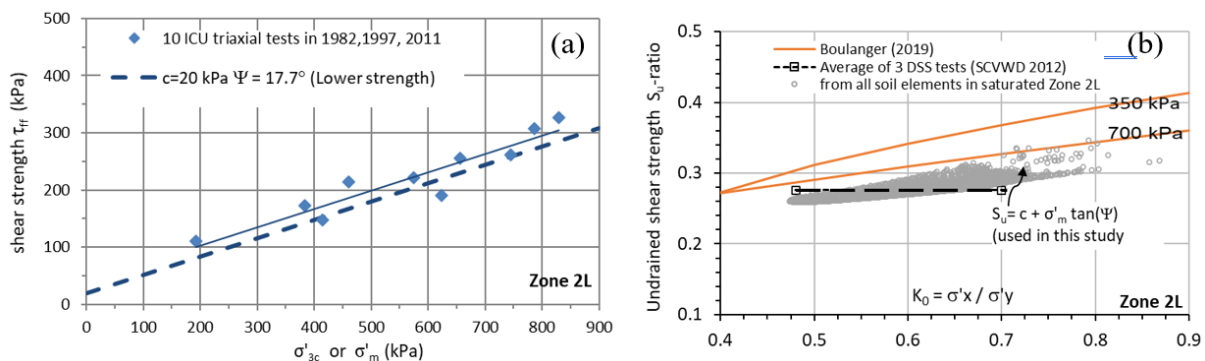 500
400
300
200
100
0
shear strength τff (kPa)
10 ICU triaxial tests in 1982,1997, 2011
c=20 kPa Ψ = 17.7° (Lower strength)
(a)
Zone 2L
0 100 200 300 400 500 600 700 800 900
σ'3c or σ'm (kPa)
0.5
0.4
0.3
0.2
0.1
Undrained shear strength Su-ratio
Boulanger (2019)
Average of 3 DSS tests (SCVWD 2012)
from all soil elements in saturated Zone 2L
(b)
350 kPa
700 kPa
Su= c + σ'm tan(Ψ)
(used in this study
K0 = σ'x / σ'y
Zone 2L
0.4 0.5 0.6 0.7 0.8 0.9